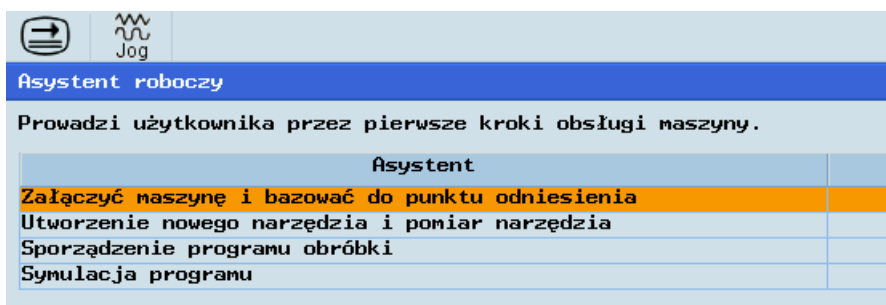 Jog
Asystent roboczy
Prowadzi użytkownika przez pierwsze kroki obsługi maszyny.
Asystent
Załączyć maszynę i bazować do punktu odniesienia
Utworzenie nowego narzędzia i pomiar narzędzia
Sporządzenie programu obróbki
Symulacja programu